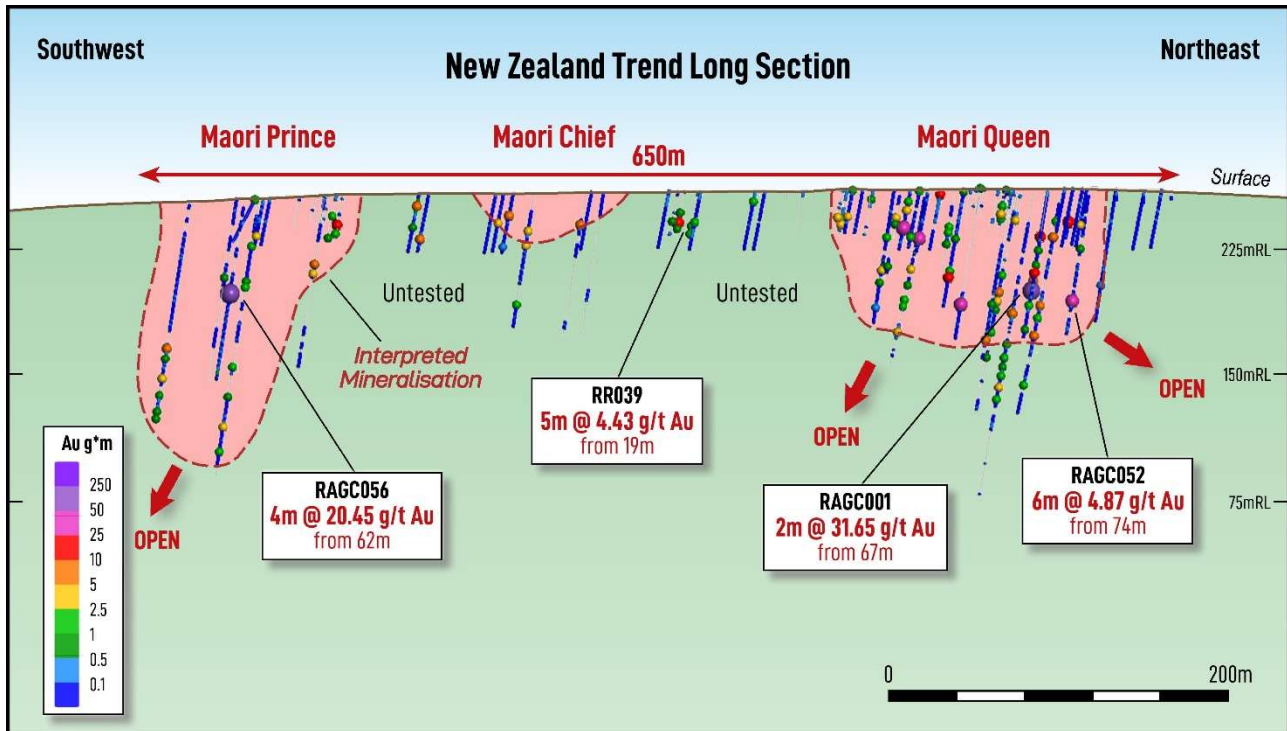 Southwest
Northeast
New Zealand Trend Long Section
Maori Prince
Maori Chief
Maori Queen
650m
Surface
225mRL
Untested
Untested
Interpreted
Mineralisation
150mRL
OPEN
OPEN
RR039
5m @ 4.43 g/t Au
from 19m
RAGC056
4m @ 20.45 g/t Au
from 62m
RAGC001
2m @ 31.65 g/t Au
from 67m
RAGC052
6m @ 4.87 g/t Au
from 74m
75mRL
OPEN
Au g*m
250
50
25
10
5
2.5
1
0.5
0.1
0
200m